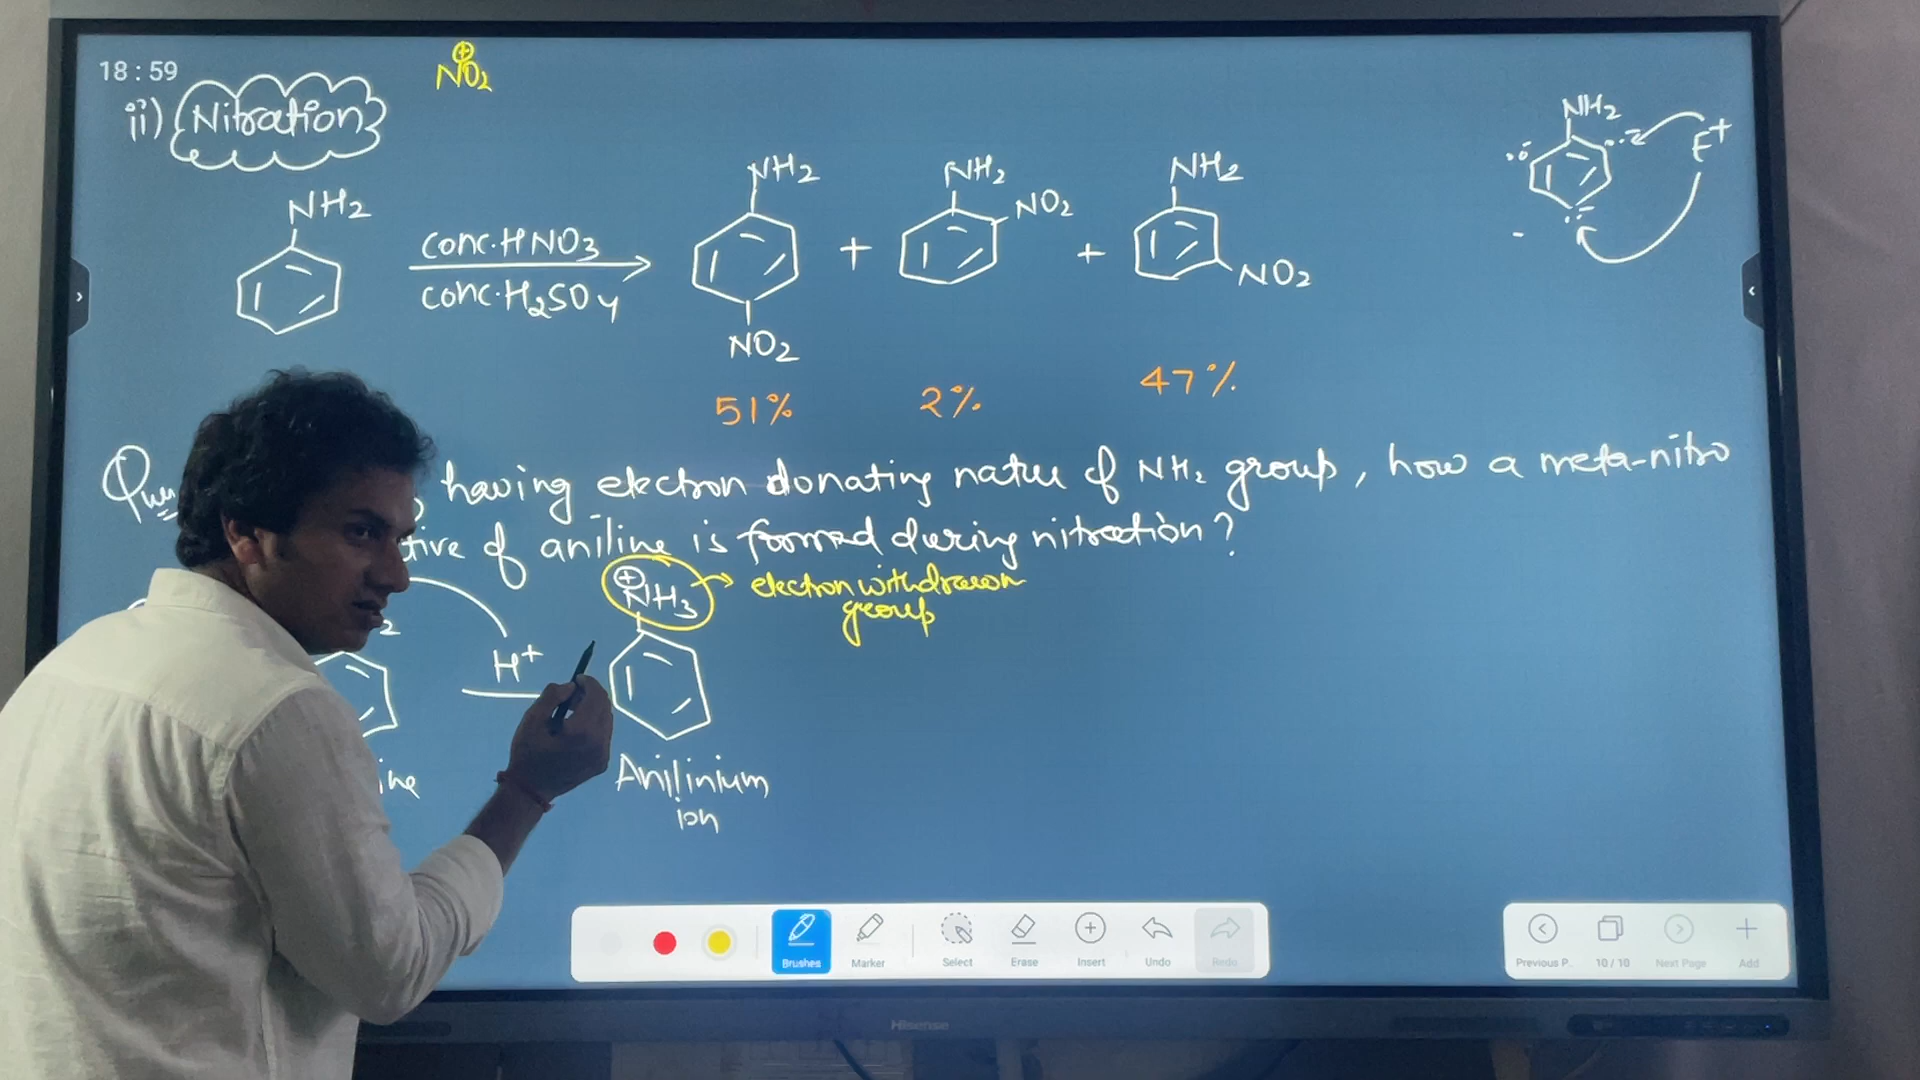 18:59
NO2
ii) Nitration
NH2
conc. HNO3
conc. H2SO4
NH2
NO2
51%
+
NH2
NO2
2%
+
NH2
NO2
47%
NH2
E+
having electron donating nature of NH2 group, how a meta-nitro
tive of aniline is formed during nitration?
H+
NH3
electron withdrawn
group
ine
Anilinium
ion
Brushes
Marker
Select
Erase
Insert
Undo
Redo
Previous P..
10/10
Next Page
Add
Hisense